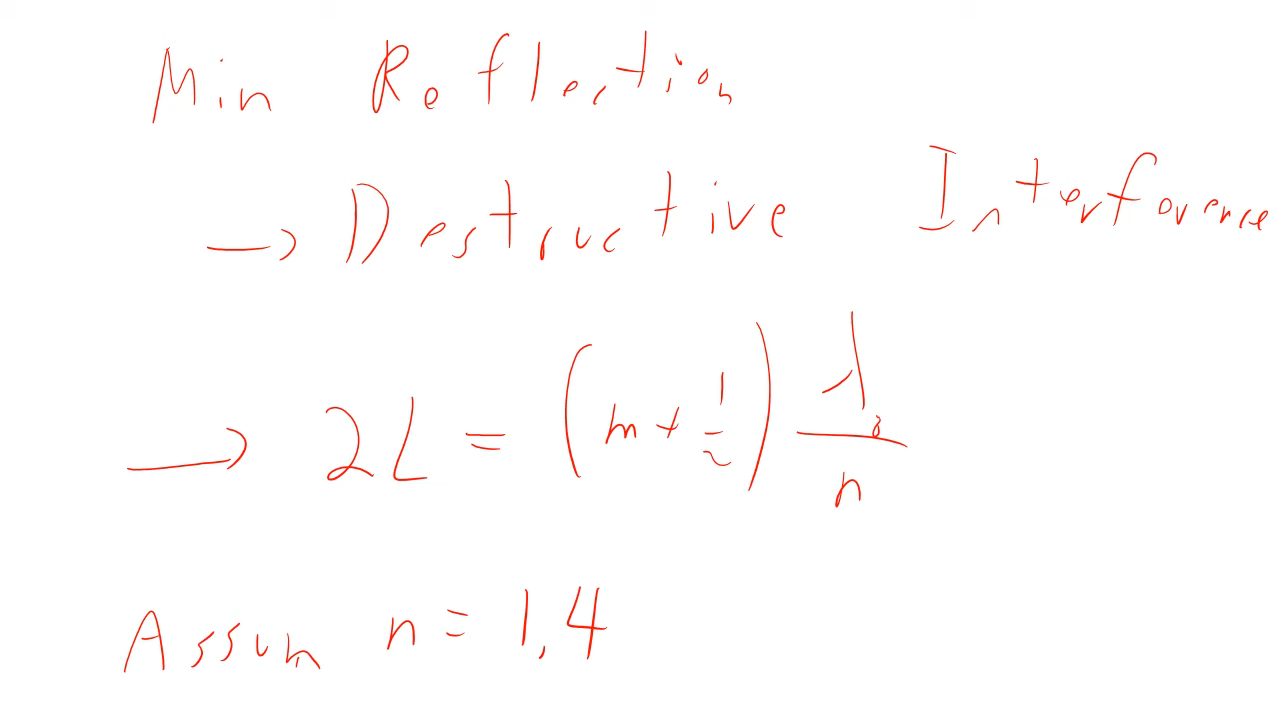 Min Reflection
→ Destructive Interference
→ 2L = (m + 1/2) λ₀/n
Assum n = 1,4